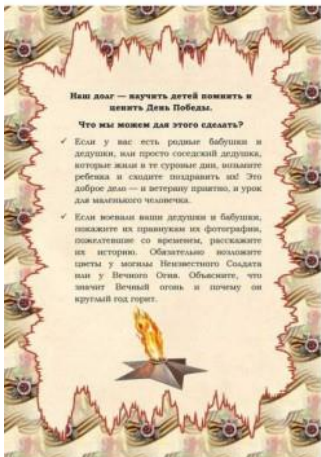 Наш долг — научить детей помнить и
ценить День Победы.
Что мы можем для этого сделать?
✓ Если у вас есть родные бабушки и
дедушки, или просто соседский дедушка,
которые жили в те суровые дни, возьмите
ребенка и сходите поздравить их! Это
доброе дело — и ветерану приятно, и урок
для маленького человечка.
✓ Если воевали ваши дедушки и бабушки,
покажите их правнукам их фотографии,
пожелтевшие со временем, расскажите
их историю. Обязательно возложите
цветы у могилы Неизвестного Солдата
или у Вечного Огня. Объясните, что
значит Вечный огонь и почему он
круглый год горит.